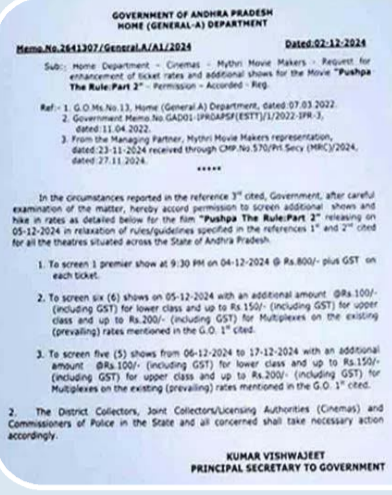 GOVERNMENT OF ANDHRA PRADESH
HOME (GENERAL-A) DEPARTMENT
Memo.No.2641307/General.A/A1/2024 Dated:02-12-2024
Sub:- Home Department - Cinemas - Mythri Movie Makers - Request for
enhancement of ticket rates and additional shows for the Movie "Pushpa
The Rule:Part 2" - Permission - Accorded - Reg.
Ref:- 1. G.O.Ms.No.13, Home (General.A) Department, dated:07.03.2022.
2. Government Memo.No.GAD01-IPR0APSF(ESTT)/1/2022-IPR-3,
dated:11.04.2022.
3. From the Managing Partner, Mythri Movie Makers representation,
dated:23-11-2024 received through CMP.No.570/Prl.Secy (MRC)/2024,
dated:27.11.2024.
*****
In the circumstances reported in the reference 3rd cited, Government, after careful
examination of the matter, hereby accord permission to screen additional shows and
hike in rates as detailed below for the film "Pushpa The Rule:Part 2" releasing on
05-12-2024 in relaxation of rules/guidelines specified in the references 1st and 2nd cited
for all the theatres situated across the State of Andhra Pradesh.
1. To screen 1 premier show at 9:30 PM on 04-12-2024 @ Rs.800/- plus GST on
each ticket.
2. To screen six (6) shows on 05-12-2024 with an additional amount @Rs.100/-
(including GST) for lower class and up to Rs.150/- (including GST) for upper
class and up to Rs.200/- (including GST) for Multiplexes on the existing
(prevailing) rates mentioned in the G.O. 1st cited.
3. To screen five (5) shows from 06-12-2024 to 17-12-2024 with an additional
amount @Rs.100/- (including GST) for lower class and up to Rs.150/-
(including GST) for upper class and up to Rs.200/- (including GST) for
Multiplexes on the existing (prevailing) rates mentioned in the G.O. 1st cited.
2. The District Collectors, Joint Collectors/Licensing Authorities (Cinemas) and
Commissioners of Police in the State and all concerned shall take necessary action
accordingly.
KUMAR VISHWAJEET
PRINCIPAL SECRETARY TO GOVERNMENT